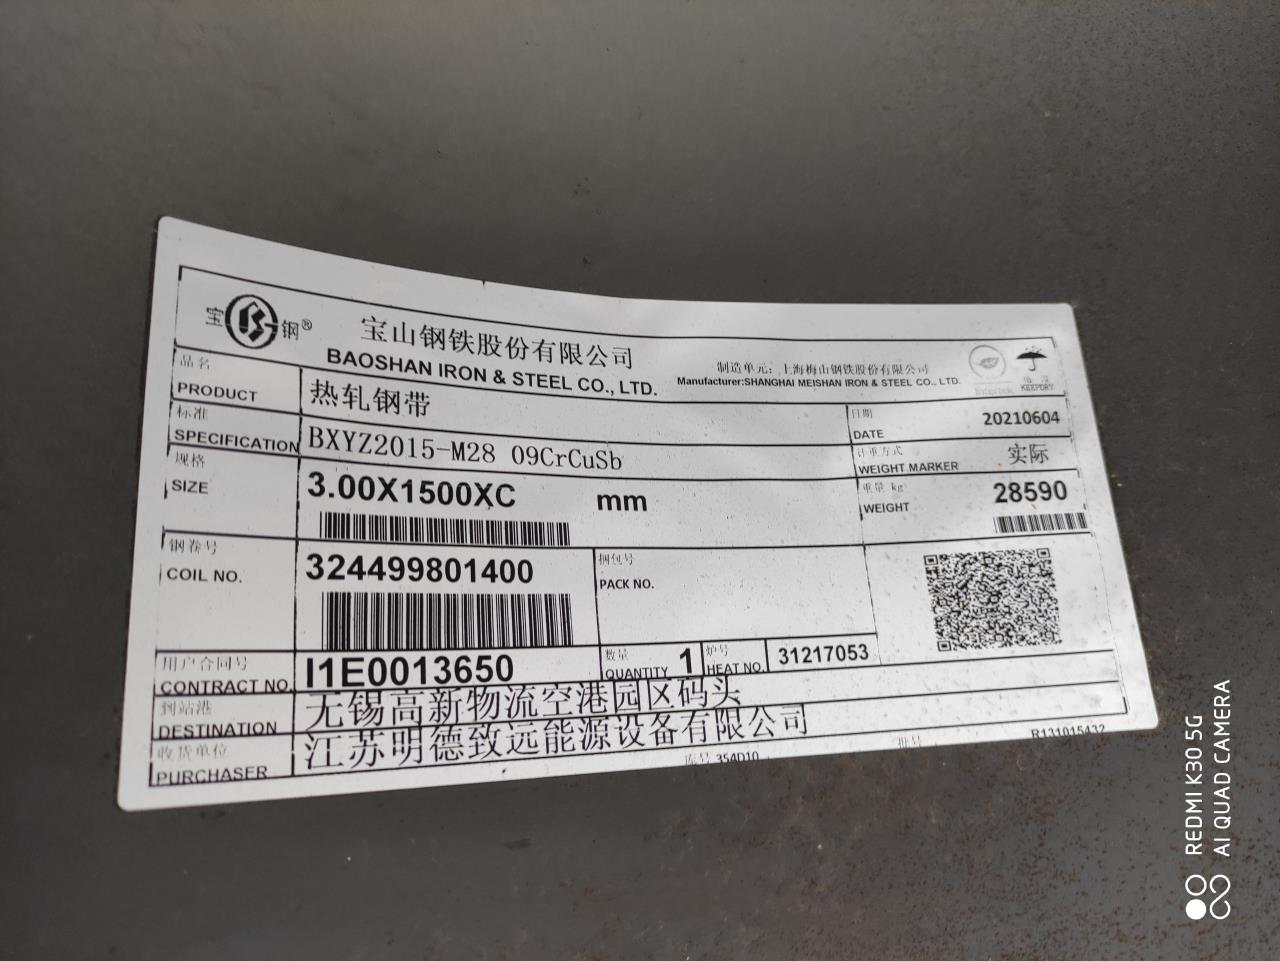 宝 钢®
宝山钢铁股份有限公司
BAOSHAN IRON & STEEL CO., LTD.
制造单元：上海梅山钢铁股份有限公司
Manufacturer:SHANGHAI MEISHAN IRON & STEEL CO., LTD.
KEEPDRY
品名
PRODUCT
热轧钢带
日期
DATE
20210604
标准
SPECIFICATION
BXYZ2015-M28 09CrCuSb
计重方式
WEIGHT MARKER
实际
规格
SIZE
3.00X1500XC mm
重量 kg
WEIGHT
28590
钢卷号
COIL NO.
324499801400
捆包号
PACK NO.
用户合同号
CONTRACT NO.
I1E0013650
数量
QUANTITY
1
炉号
HEAT NO.
31217053
到站港
DESTINATION
无锡高新物流空港园区码头
收货单位
PURCHASER
江苏明德致远能源设备有限公司
354D10
批号
R131015432
REDMI K30 5G
AI QUAD CAMERA